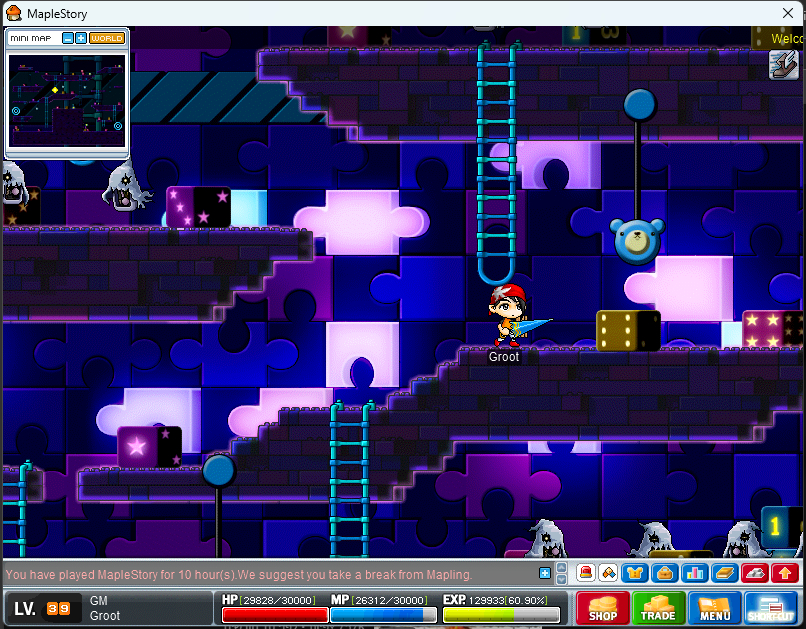 MapleStory
MINI MAP
WORLD
Welco
Groot
1
You have played MapleStory for 10 hour(s).We suggest you take a break from Mapling.
LV. 39
GM
Groot
HP [29828/30000] MP [26312/30000] EXP 129933[60.90%]
SHOP
TRADE
MENU
SHORTCUT